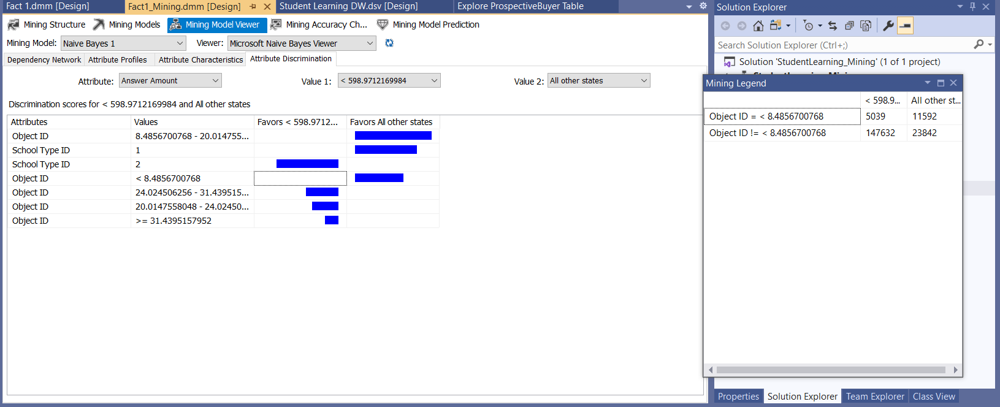 Fact 1.dmm [Design] Fact1_Mining.dmm [Design] Student Learning DW.dsv [Design] Explore ProspectiveBuyer Table
Mining Structure Mining Models Mining Model Viewer Mining Accuracy Ch... Mining Model Prediction
Mining Model: Naive Bayes 1 Viewer: Microsoft Naive Bayes Viewer
Dependency Network Attribute Profiles Attribute Characteristics Attribute Discrimination
Attribute: Answer Amount Value 1: < 598.9712169984 Value 2: All other states
Discrimination scores for < 598.9712169984 and All other states
Attributes Values Favors < 598.9712... Favors All other states
Object ID 8.4856700768 - 20.014755...
School Type ID 1
School Type ID 2
Object ID < 8.4856700768
Object ID 24.024506256 - 31.439515...
Object ID 20.0147558048 - 24.02450...
Object ID >= 31.4395157952
Solution Explorer
Search Solution Explorer (Ctrl+;)
Solution 'StudentLearning_Mining' (1 of 1 project)
Mining Legend
< 598.9... All other st...
Object ID = < 8.4856700768 5039 11592
Object ID != < 8.4856700768 147632 23842
Properties Solution Explorer Team Explorer Class View